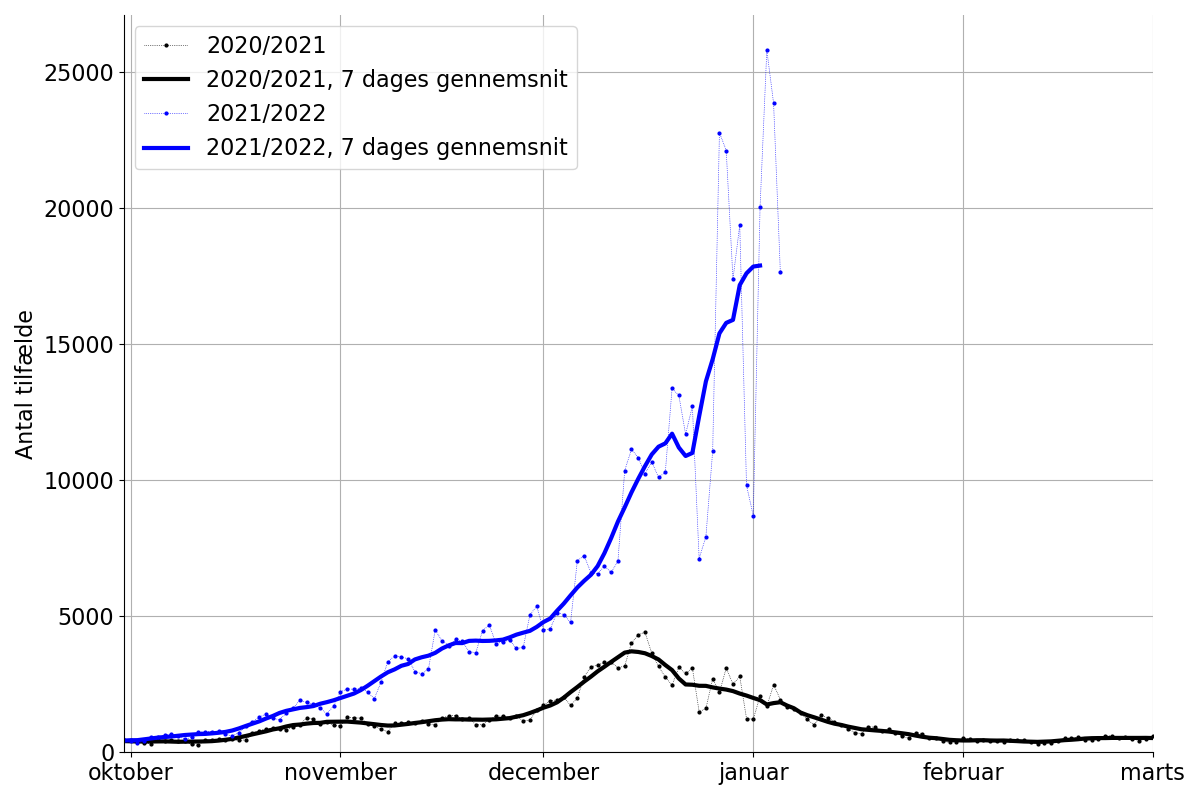 2020/2021
2020/2021, 7 dages gennemsnit
2021/2022
2021/2022, 7 dages gennemsnit
Antal tilfælde
25000
20000
15000
10000
5000
0
oktober november december januar februar marts